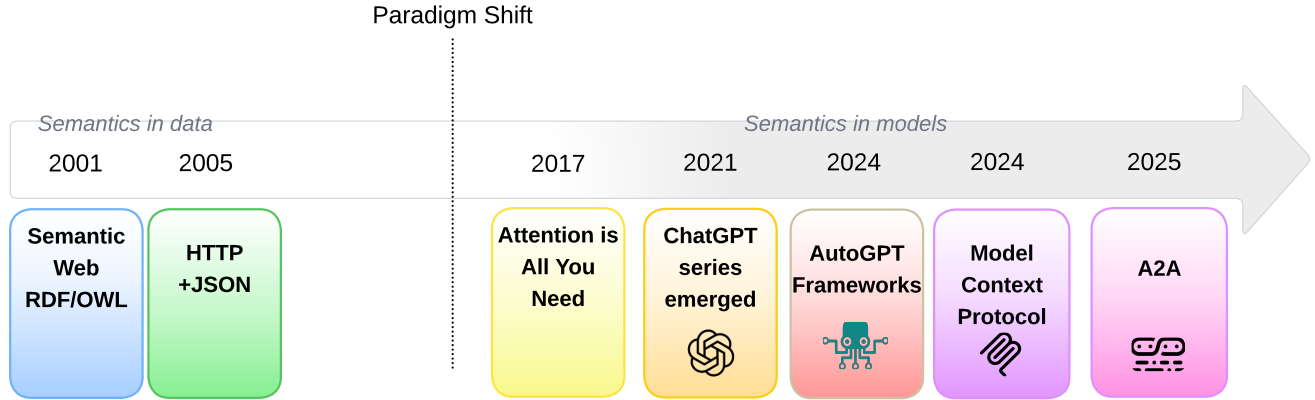 Paradigm Shift
Semantics in data
Semantics in models
2001
2005
2017
2021
2024
2024
2025
Semantic
Web
RDF/OWL
HTTP
+JSON
Attention is
All You
Need
ChatGPT
series
emerged
AutoGPT
Frameworks
Model
Context
Protocol
A2A